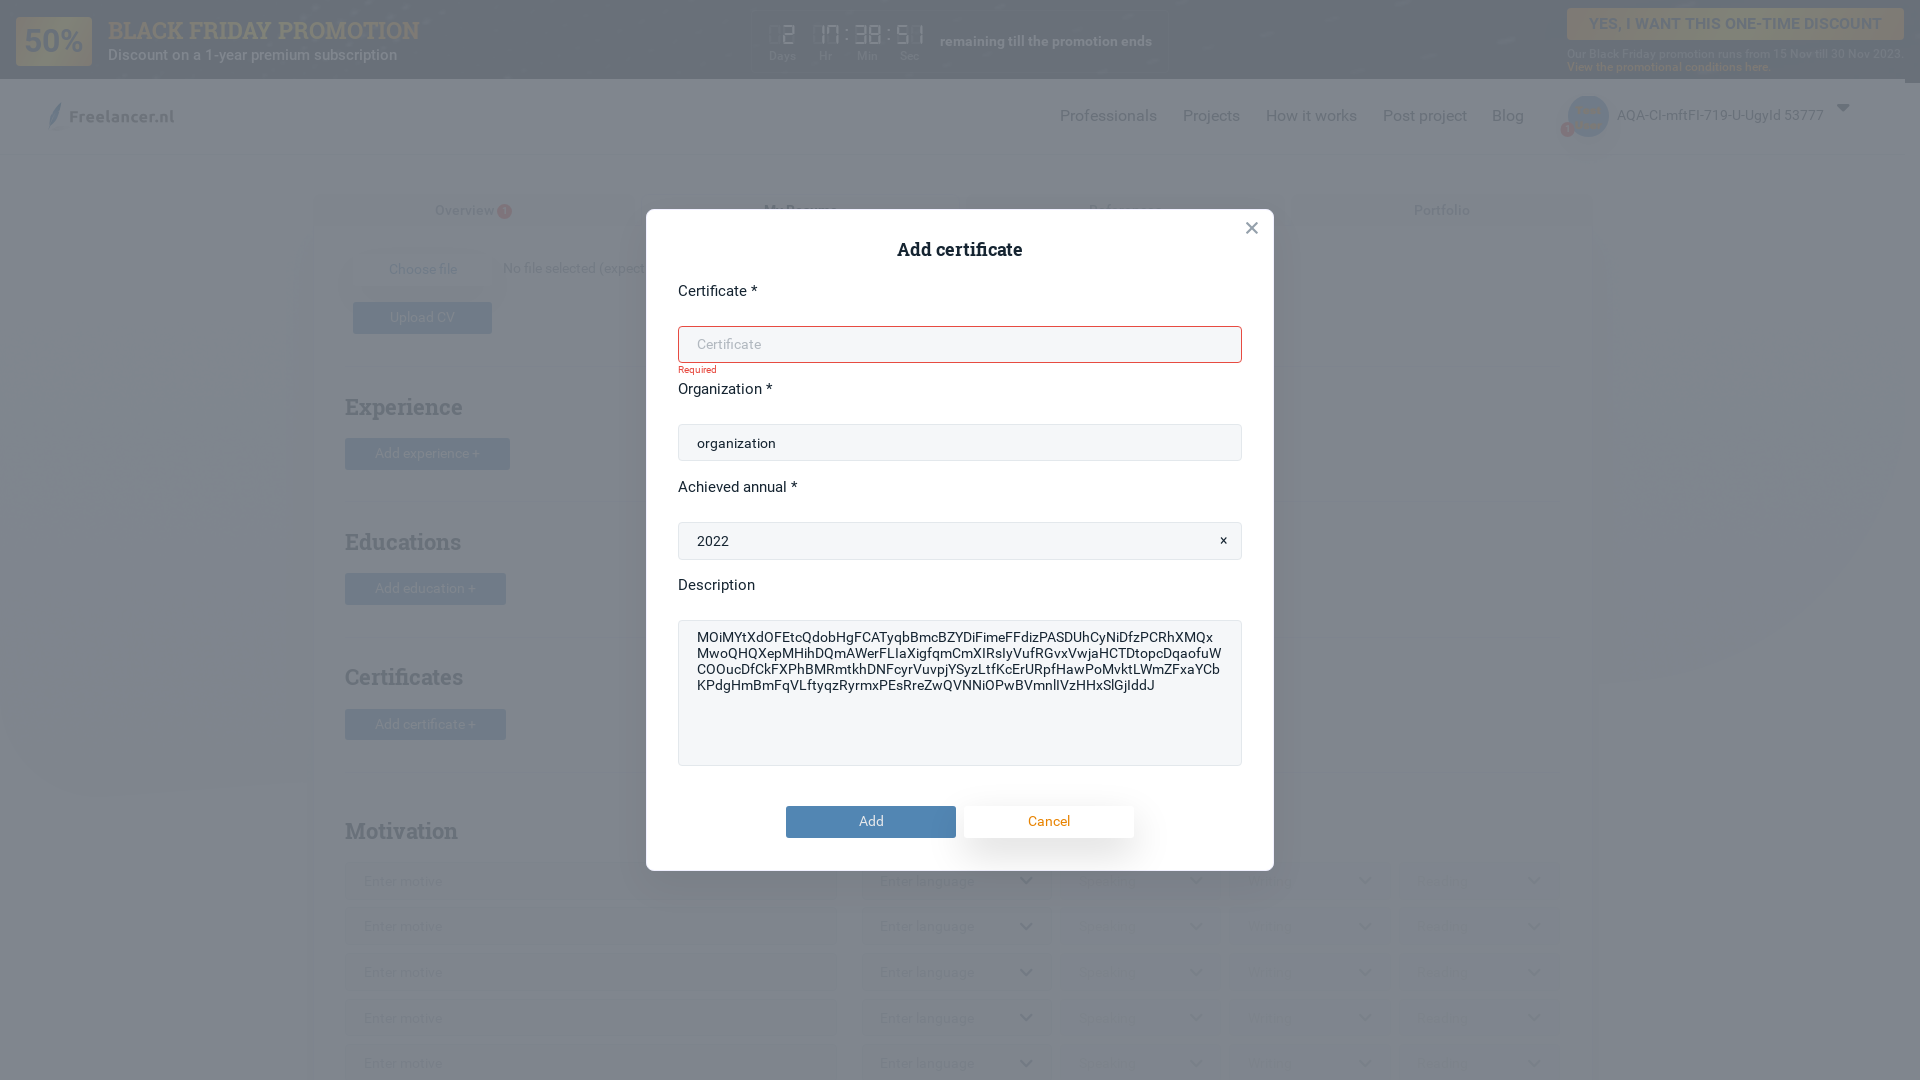 50%
BLACK FRIDAY PROMOTION
Discount on a 1-year premium subscription
2 17 : 38 : 51
Days Hr Min Sec
remaining till the promotion ends
YES, I WANT THIS ONE-TIME DISCOUNT
Our Black Friday promotion runs from 15 Nov till 30 Nov 2023.
View the promotional conditions here.
Freelancer.nl
Professionals
Projects
How it works
Post project
Blog
AQA-CI-mftFI-719-U-UgyId 53777
Overview
Portfolio
Choose file
No file selected (expect
Upload CV
Experience
Add experience +
Educations
Add education +
Certificates
Add certificate +
Motivation
Add certificate
Certificate *
Certificate
Required
Organization *
organization
Achieved annual *
2022
×
Description
MOiMYtXdOFEtcQdobHgFCATyqbBmcBZYDiFimeFFdizPASDUhCyNiDfzPCRhXMQx
MwoQHQXepMHihDQmAWerFLIaXigfqmCmXIRsIyVufRGvxVwjaHCTDtopcDqaofuW
COOucDfCkFXPhBMRmtkhDNFcyrVuvpjYSyzLtfKcErURpfHawPoMvktLWmZFxaYCb
KPdgHmBmFqVLftyqzRyrmxPEsRreZwQVNNiOPwBVmnlIVzHHxSlGjIddJ
Add
Cancel
Enter motive
Enter language
Enter motive
Enter language
Enter motive
Enter language
Enter motive
Enter language
Enter motive
Enter language